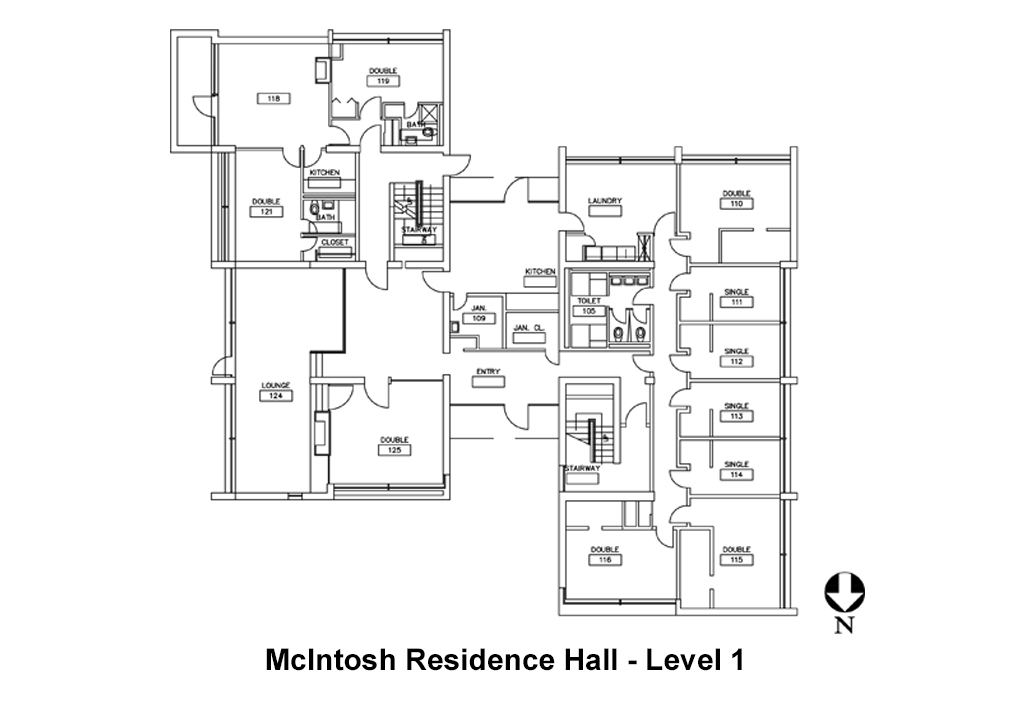 DOUBLE
119
118
BATH
KITCHEN
DOUBLE
121
BATH
STAIRWAY
CLOSET
LAUNDRY
DOUBLE
110
KITCHEN
TOILET
105
SINGLE
111
JAN.
109
JAN. CL.
SINGLE
112
ENTRY
LOUNGE
124
SINGLE
113
DOUBLE
125
STAIRWAY
SINGLE
114
DOUBLE
116
DOUBLE
115
N
McIntosh Residence Hall - Level 1